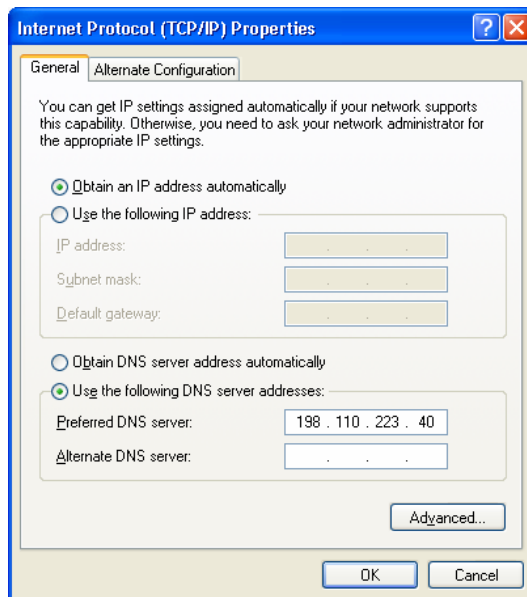 Internet Protocol (TCP/IP) Properties
General
Alternate Configuration
You can get IP settings assigned automatically if your network supports
this capability. Otherwise, you need to ask your network administrator for
the appropriate IP settings.
Obtain an IP address automatically
Use the following IP address:
IP address:
Subnet mask:
Default gateway:
Obtain DNS server address automatically
Use the following DNS server addresses:
Preferred DNS server: 198 . 110 . 223 . 40
Alternate DNS server: . . .
Advanced...
OK
Cancel